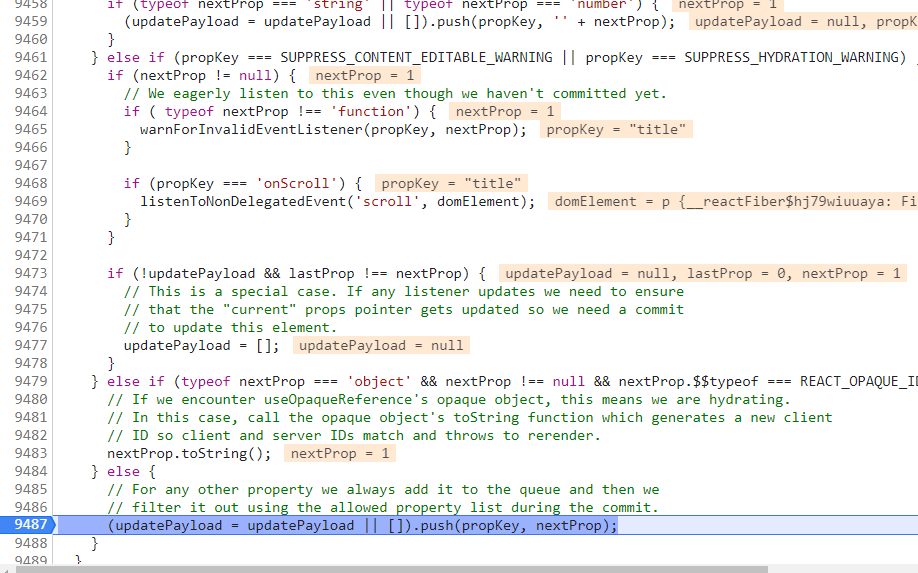 9458 if (typeof nextProp === 'string' || typeof nextProp === 'number') { nextProp = 1
9459 (updatePayload = updatePayload || []).push(propKey, '' + nextProp); updatePayload = null, propK
9460 }
9461 } else if (propKey === SUPPRESS_CONTENT_EDITABLE_WARNING || propKey === SUPPRESS_HYDRATION_WARNING)
9462 if (nextProp != null) { nextProp = 1
9463 // We eagerly listen to this even though we haven't committed yet.
9464 if ( typeof nextProp !== 'function') { nextProp = 1
9465 warnForInvalidEventListener(propKey, nextProp); propKey = "title"
9466 }
9467
9468 if (propKey === 'onScroll') { propKey = "title"
9469 listenToNonDelegatedEvent('scroll', domElement); domElement = p {__reactFiber$hj79wiuuaya: Fi
9470 }
9471 }
9472
9473 if (!updatePayload && lastProp !== nextProp) { updatePayload = null, lastProp = 0, nextProp = 1
9474 // This is a special case. If any listener updates we need to ensure
9475 // that the "current" props pointer gets updated so we need a commit
9476 // to update this element.
9477 updatePayload = []; updatePayload = null
9478 }
9479 } else if (typeof nextProp === 'object' && nextProp !== null && nextProp.$$typeof === REACT_OPAQUE_ID
9480 // If we encounter useOpaqueReference's opaque object, this means we are hydrating.
9481 // In this case, call the opaque object's toString function which generates a new client
9482 // ID so client and server IDs match and throws to rerender.
9483 nextProp.toString(); nextProp = 1
9484 } else {
9485 // For any other property we always add it to the queue and then we
9486 // filter it out using the allowed property list during the commit.
9487 (updatePayload = updatePayload || []).push(propKey, nextProp);
9488 }
9489 }